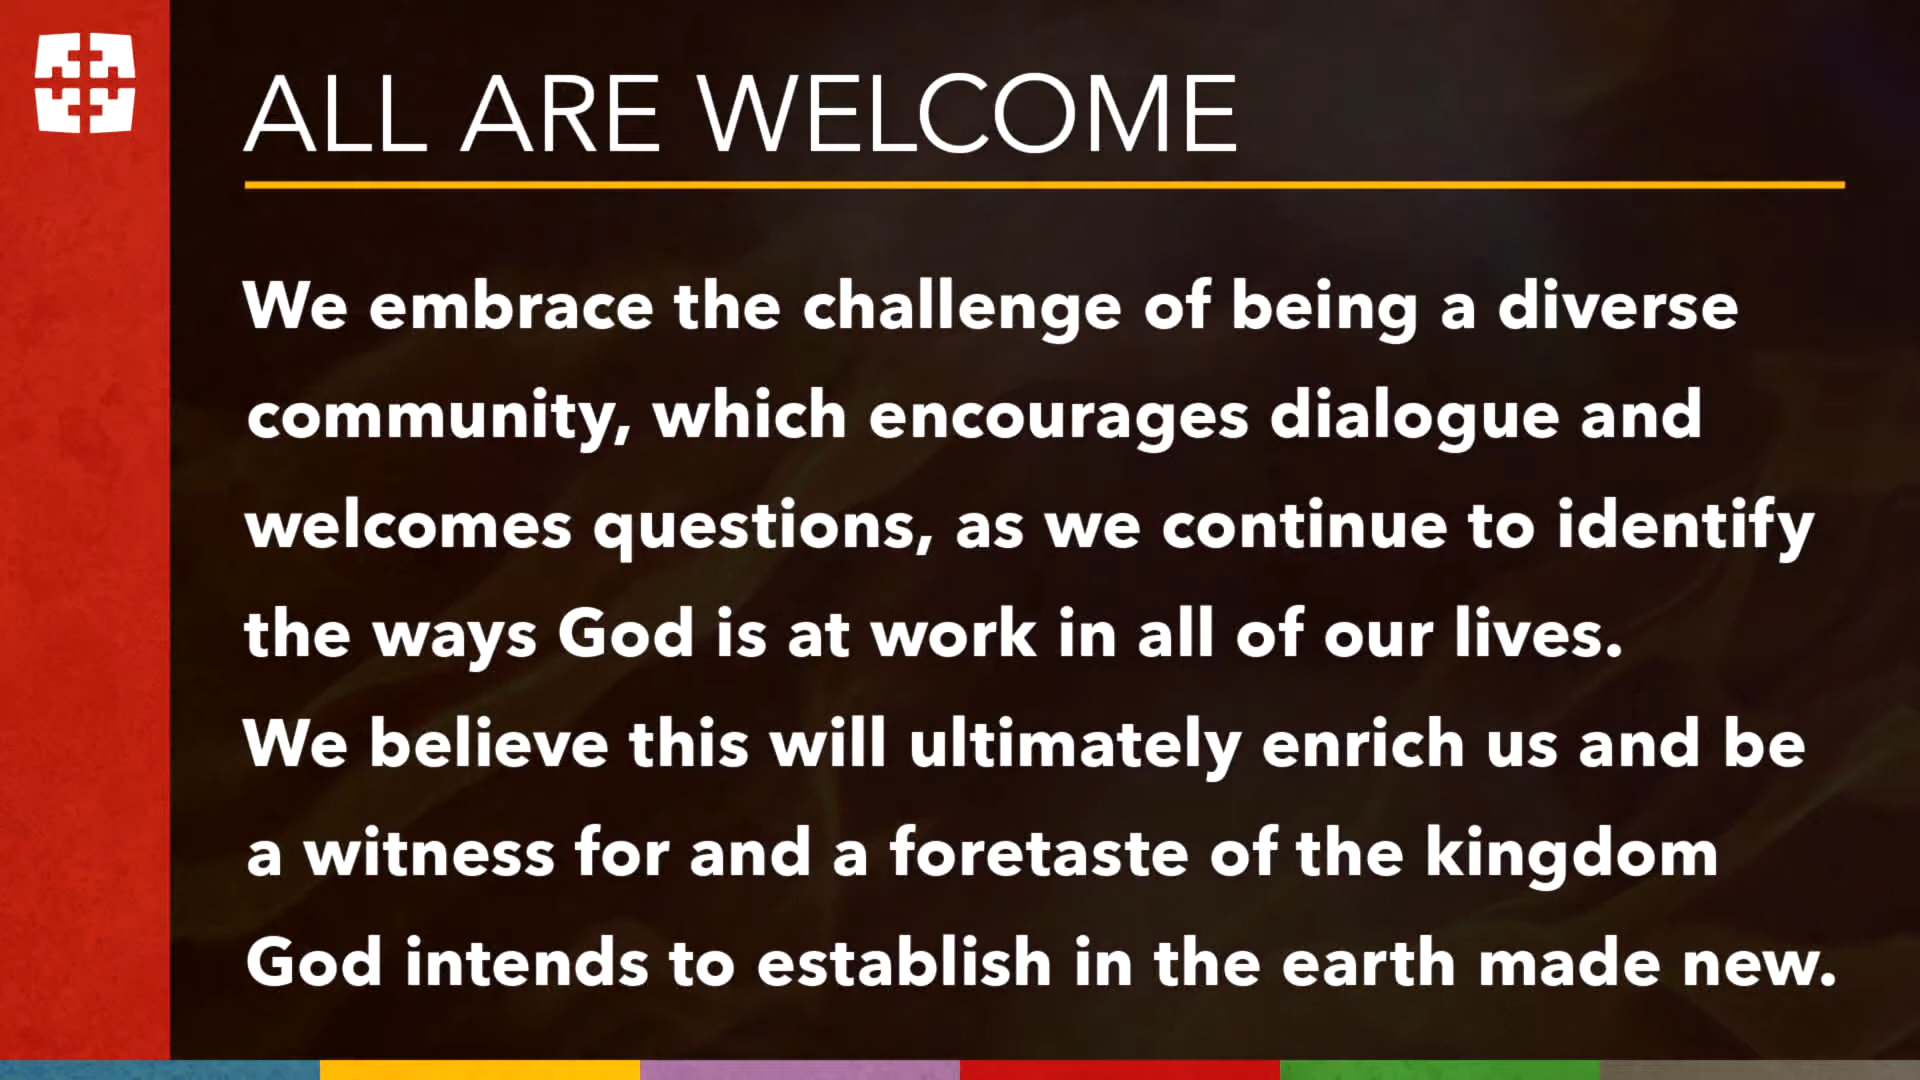 ALL ARE WELCOME
We embrace the challenge of being a diverse
community, which encourages dialogue and
welcomes questions, as we continue to identify
the ways God is at work in all of our lives.
We believe this will ultimately enrich us and be
a witness for and a foretaste of the kingdom
God intends to establish in the earth made new.